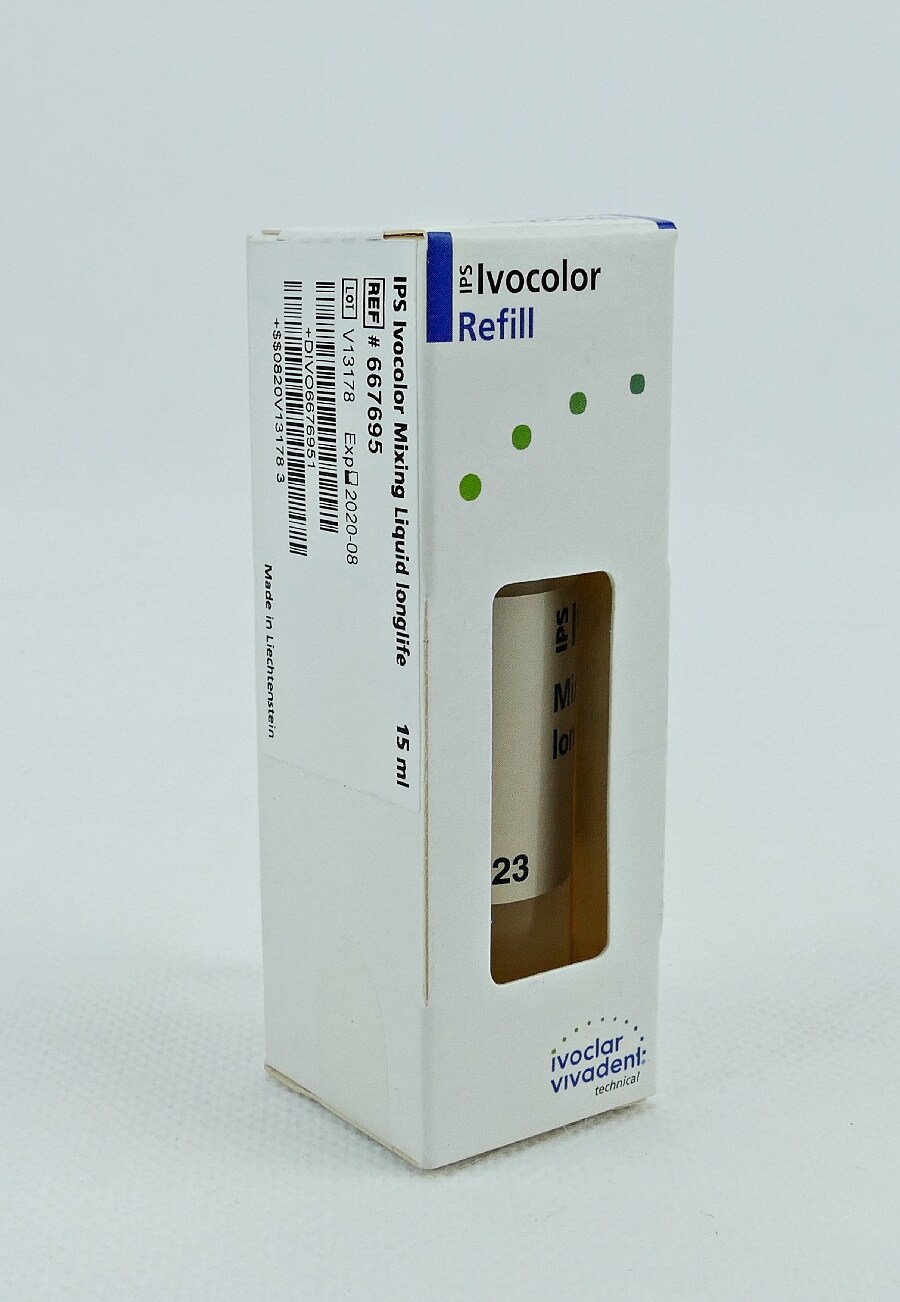 IPS Ivocolor Mixing Liquid longlife 15 ml
REF # 667695
LOT V13178 Exp 2020-08
+DIVO6676951
+$$0820V13178 3
Made in Liechtenstein
IPS Ivocolor
Refill
IPS
Mi
lon
23
ivoclar
vivadent
technical